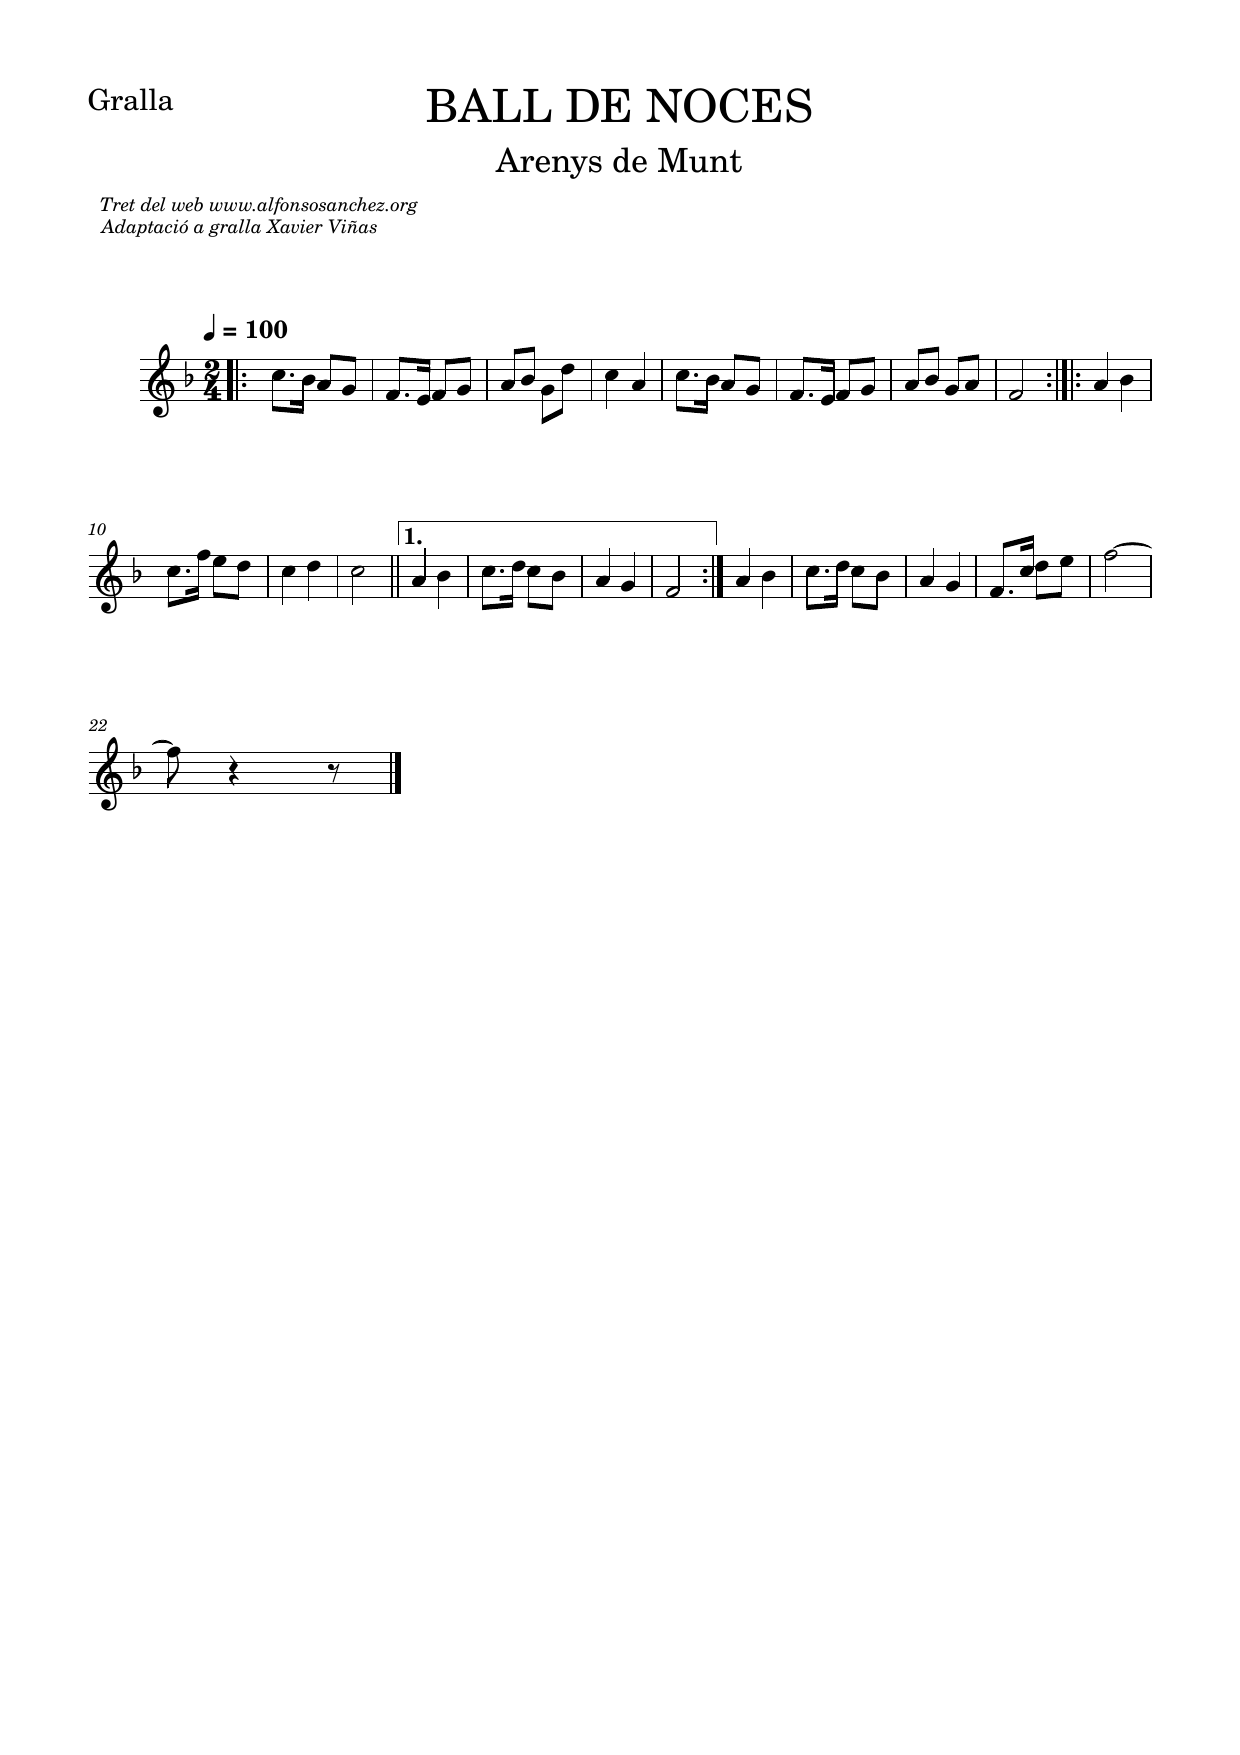 Gralla
BALL DE NOCES
Arenys de Munt
Tret del web www.alfonsosanchez.org
Adaptació a gralla Xavier Viñas
= 100
2
4
10
1.
22